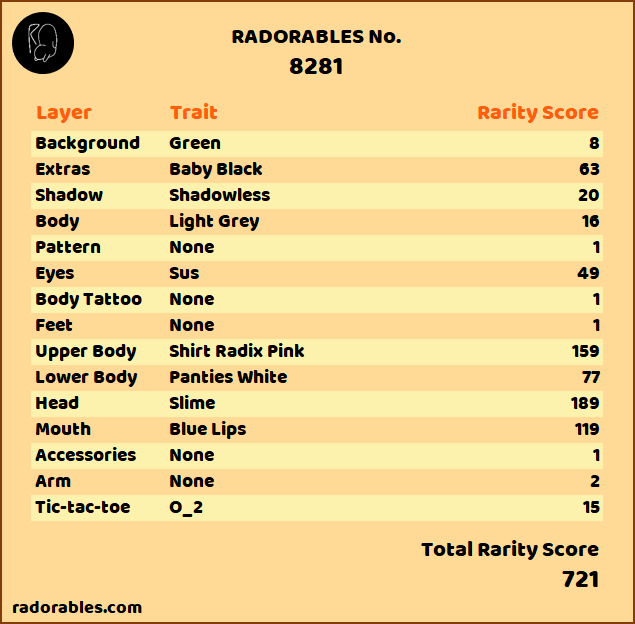 RADORABLES No.
8281
Layer Trait Rarity Score
Background Green 8
Extras Baby Black 63
Shadow Shadowless 20
Body Light Grey 16
Pattern None 1
Eyes Sus 49
Body Tattoo None 1
Feet None 1
Upper Body Shirt Radix Pink 159
Lower Body Panties White 77
Head Slime 189
Mouth Blue Lips 119
Accessories None 1
Arm None 2
Tic-tac-toe O_2 15
Total Rarity Score
721
radorables.com